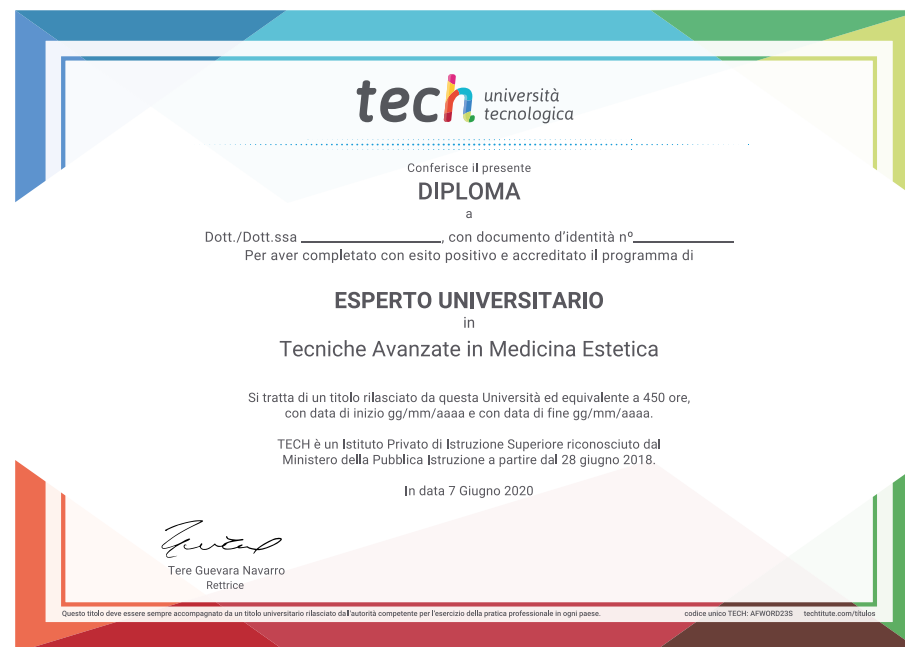 tech università
tecnologica
Conferisce il presente
DIPLOMA
a
Dott./Dott.ssa ____________________, con documento d'identità nº______________
Per aver completato con esito positivo e accreditato il programma di
ESPERTO UNIVERSITARIO
in
Tecniche Avanzate in Medicina Estetica
Si tratta di un titolo rilasciato da questa Università ed equivalente a 450 ore,
con data di inizio gg/mm/aaaa e con data di fine gg/mm/aaaa.
TECH è un Istituto Privato di Istruzione Superiore riconosciuto dal
Ministero della Pubblica Istruzione a partire dal 28 giugno 2018.
In data 7 Giugno 2020
Tere Guevara Navarro
Rettrice
Questo titolo deve essere sempre accompagnato da un titolo universitario rilasciato dall'autorità competente per l'esercizio della pratica professionale in ogni paese. codice unico TECH: AFWORD23S techtitute.com/titulos